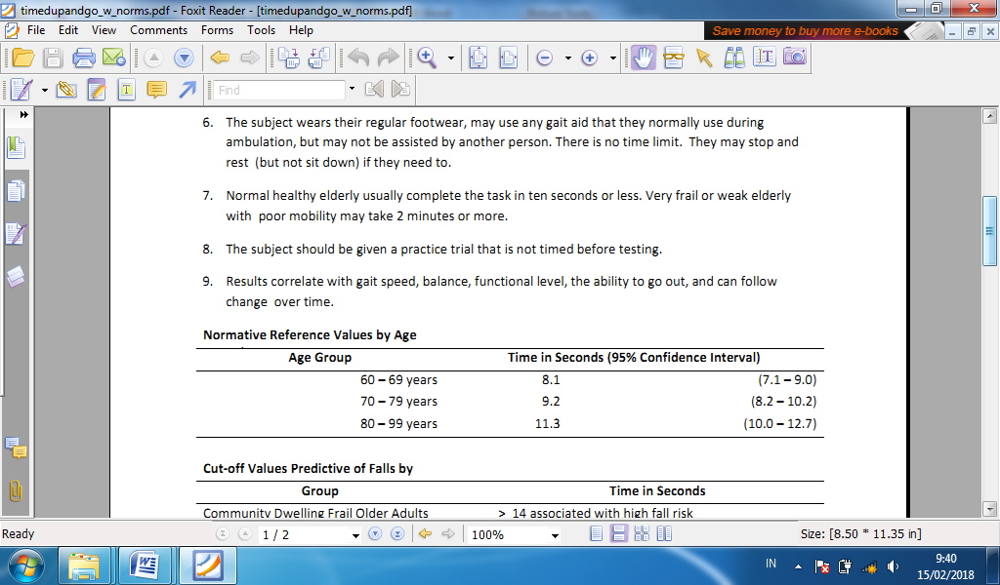 timedupandgo_w_norms.pdf - Foxit Reader - [timedupandgo_w_norms.pdf]
File Edit View Comments Forms Tools Help
Save money to buy more e-books
Find
6. The subject wears their regular footwear, may use any gait aid that they normally use during
ambulation, but may not be assisted by another person. There is no time limit. They may stop and
rest (but not sit down) if they need to.
7. Normal healthy elderly usually complete the task in ten seconds or less. Very frail or weak elderly
with poor mobility may take 2 minutes or more.
8. The subject should be given a practice trial that is not timed before testing.
9. Results correlate with gait speed, balance, functional level, the ability to go out, and can follow
change over time.
Normative Reference Values by Age
Age Group Time in Seconds (95% Confidence Interval)
60 – 69 years 8.1 (7.1 – 9.0)
70 – 79 years 9.2 (8.2 – 10.2)
80 – 99 years 11.3 (10.0 – 12.7)
Cut-off Values Predictive of Falls by
Group Time in Seconds
Community Dwelling Frail Older Adults > 14 associated with high fall risk
Ready 1 / 2 100% Size: [8.50 * 11.35 in]
IN 9:40
15/02/2018